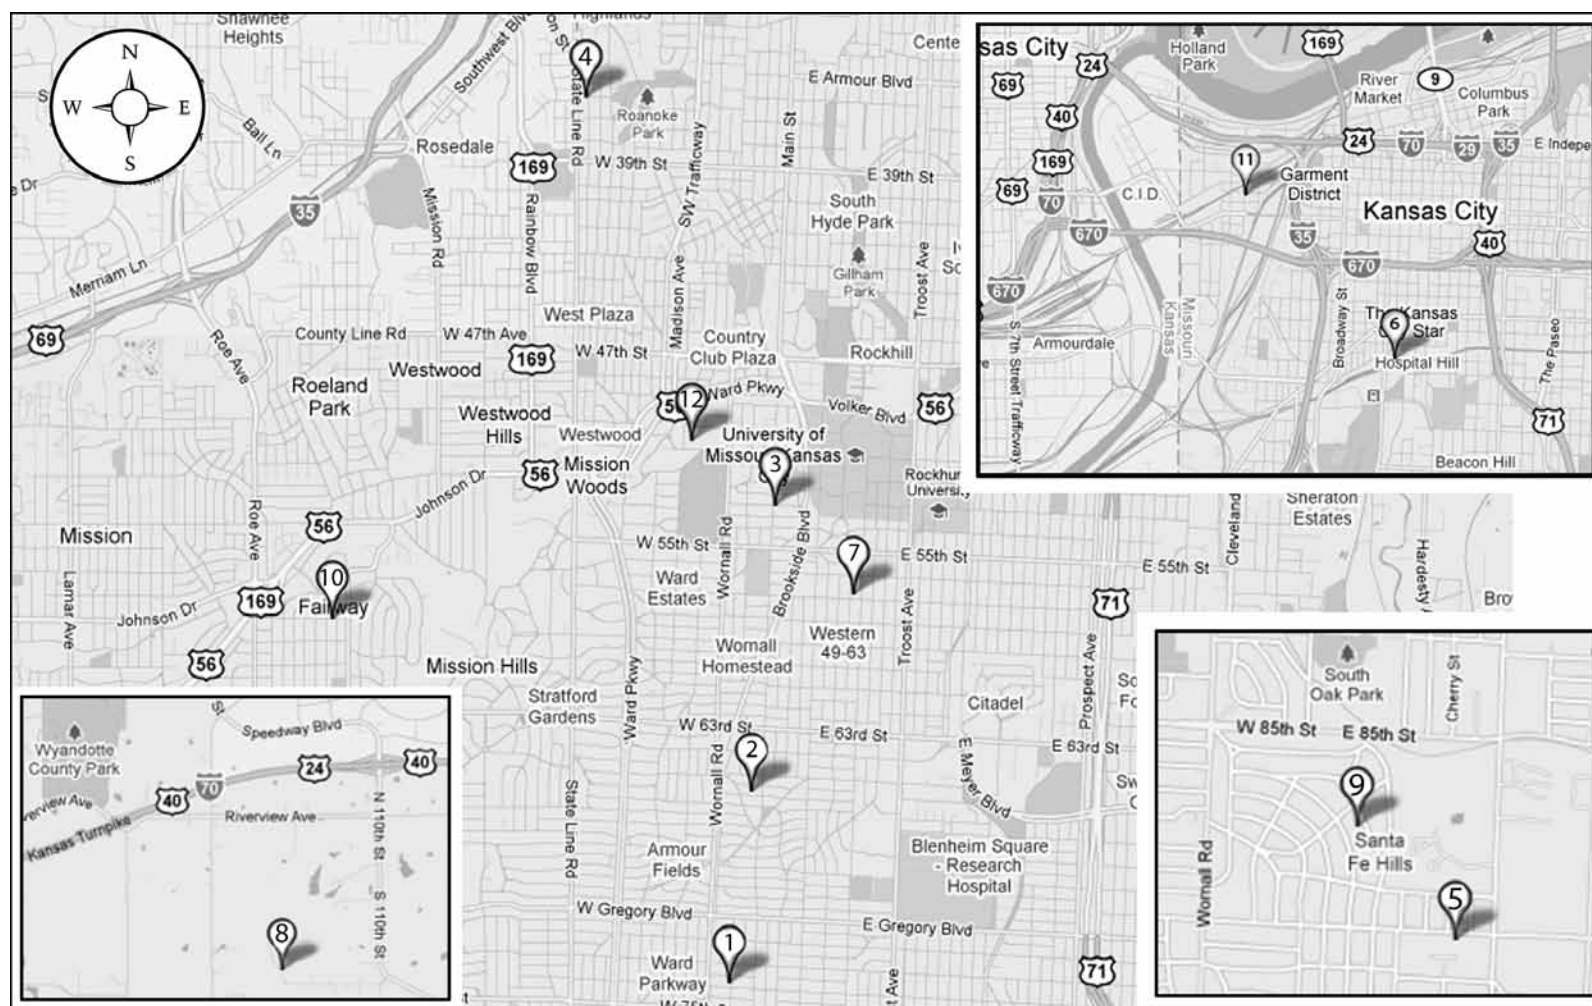 Shawnee
Heights
N
W
E
S
Ball Ln
Merriam Ln
Southwest Blvd
Highlands
4
State Line Rd
Roanoke
Park
Rosedale
169
W 39th St
Mission Rd
Rainbow Blvd
35
69
SW Trafficway
Main St
E Armour Blvd
E 39th St
South
Hyde Park
Gillham
Park
Troost Ave
County Line Rd
W 47th Ave
West Plaza
Madison Ave
Country
Club Plaza
W 47th St
Rockhill
Roe Ave
Roeland
Park
Westwood
169
Westwood
Hills
Westwood
12
Ward Pkwy
Volker Blvd
56
University of
3
Rockhurst
University
Mission
Woods
56
Johnson Dr
Mission
Roe Ave
56
Lamar Ave
Johnson Dr
169
10
Fairway
56
W 55th St
Wornall Rd
Brookside Blvd
7
E 55th St
E 55th St
Cleveland
Sheraton
Estates
Hardesty
71
Ward
Estates
Wornall
Homestead
Western
49-63
Troost Ave
Prospect Ave
Mission Hills
Stratford
Gardens
Ward Pkwy
W 63rd St
E 63rd St
E 63rd St
Citadel
2
Wornall Rd
State Line Rd
E Meyer Blvd
Armour
Fields
Blenheim Square
- Research
Hospital
W Gregory Blvd
E Gregory Blvd
1
Ward
Parkway
71
24
Holland
Park
169
9
River
Market
Columbus
Park
69
40
169
69
70
24
70
29
35
11
Garment
District
C.I.D.
Kansas City
670
35
670
40
670
Missouri
Kansas
Broadway St
The Kansas
Star
6
Hospital Hill
The Paseo
Armourdale
S 7th Street Trafficway
71
Beacon Hill
Wyandotte
County Park
St
Speedway Blvd
24
40
70
40
Riverview Ave
Kansas Turnpike
N 110th St
S 110th St
8
South
Oak Park
Cherry St
W 85th St
E 85th St
9
Santa
Fe Hills
Wornall Rd
5